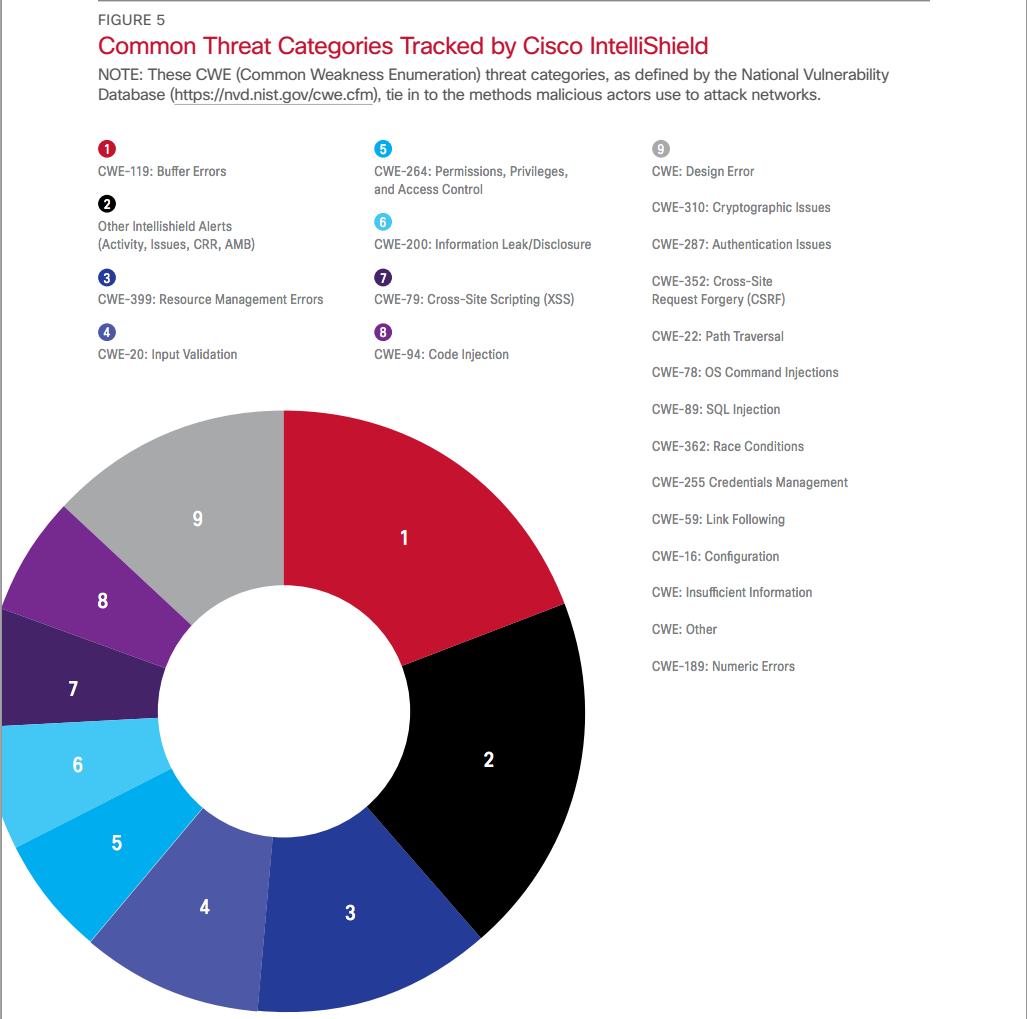 FIGURE 5
Common Threat Categories Tracked by Cisco IntelliShield
NOTE: These CWE (Common Weakness Enumeration) threat categories, as defined by the National Vulnerability
Database (https://nvd.nist.gov/cwe.cfm), tie in to the methods malicious actors use to attack networks.
1
CWE-119: Buffer Errors
2
Other Intellishield Alerts
(Activity, Issues, CRR, AMB)
3
CWE-399: Resource Management Errors
4
CWE-20: Input Validation
5
CWE-264: Permissions, Privileges,
and Access Control
6
CWE-200: Information Leak/Disclosure
7
CWE-79: Cross-Site Scripting (XSS)
8
CWE-94: Code Injection
9
CWE: Design Error
CWE-310: Cryptographic Issues
CWE-287: Authentication Issues
CWE-352: Cross-Site
Request Forgery (CSRF)
CWE-22: Path Traversal
CWE-78: OS Command Injections
CWE-89: SQL Injection
CWE-362: Race Conditions
CWE-255 Credentials Management
CWE-59: Link Following
CWE-16: Configuration
CWE: Insufficient Information
CWE: Other
CWE-189: Numeric Errors
9
1
8
7
2
6
5
4
3